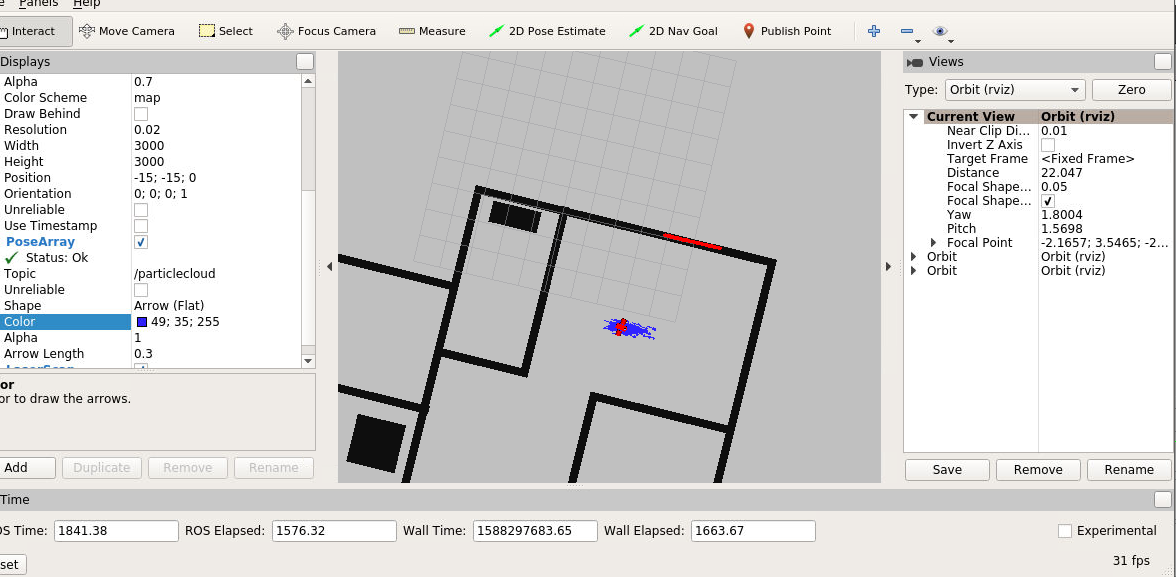 e Panels Help
Interact Move Camera Select Focus Camera Measure 2D Pose Estimate 2D Nav Goal Publish Point
Displays
Alpha 0.7
Color Scheme map
Draw Behind
Resolution 0.02
Width 3000
Height 3000
Position -15; -15; 0
Orientation 0; 0; 0; 1
Unreliable
Use Timestamp
PoseArray
Status: Ok
Topic /particlecloud
Unreliable
Shape Arrow (Flat)
Color 49; 35; 255
Alpha 1
Arrow Length 0.3
or
or to draw the arrows.
Add Duplicate Remove Rename
Views
Type: Orbit (rviz) Zero
Current View Orbit (rviz)
Near Clip Di... 0.01
Invert Z Axis
Target Frame <Fixed Frame>
Distance 22.047
Focal Shape... 0.05
Focal Shape...
Yaw 1.8004
Pitch 1.5698
Focal Point -2.1657; 3.5465; -2...
Orbit Orbit (rviz)
Orbit Orbit (rviz)
Save Remove Rename
Time
OS Time: 1841.38 ROS Elapsed: 1576.32 Wall Time: 1588297683.65 Wall Elapsed: 1663.67 Experimental
set 31 fps